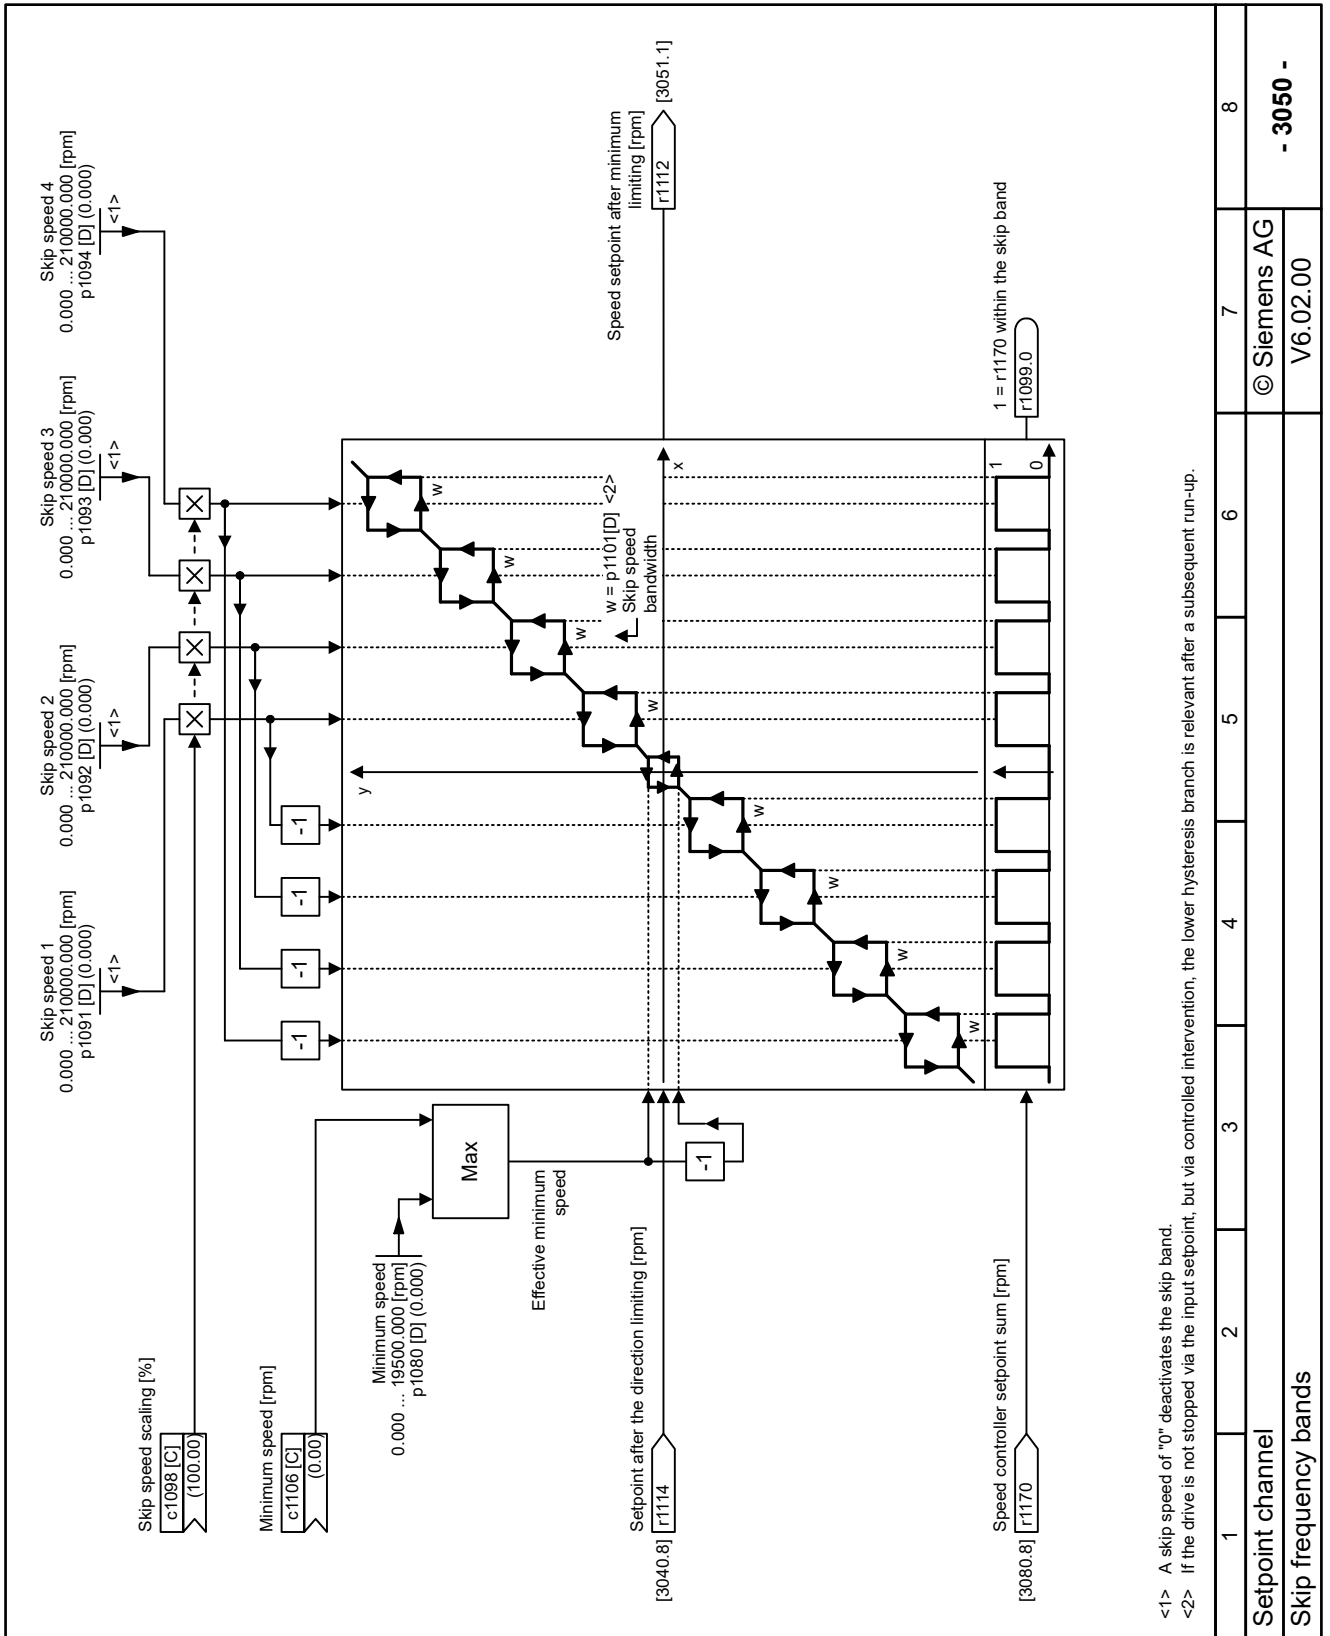 Skip speed scaling [%]
c1098 [C]
(100.00)
Minimum speed [rpm]
c1106 [C]
(0.00)
Skip speed 1
0.000 ... 210000.000 [rpm]
p1091 [D] (0.000)
<1>
Skip speed 2
0.000 ... 210000.000 [rpm]
p1092 [D] (0.000)
<1>
Skip speed 3
0.000 ... 210000.000 [rpm]
p1093 [D] (0.000)
<1>
Skip speed 4
0.000 ... 210000.000 [rpm]
p1094 [D] (0.000)
<1>
-1
-1
-1
-1
Minimum speed
0.000 ... 19500.000 [rpm]
p1080 [D] (0.000)
Max
Effective minimum
speed
-1
y
x
w
w
w
w
w
w
w
w
w = p1101[D] <2>
Skip speed
bandwidth
Setpoint after the direction limiting [rpm]
[3040.8]
r1114
Speed setpoint after minimum
limiting [rpm]
r1112
[3051.1]
Speed controller setpoint sum [rpm]
[3080.8]
r1170
1
0
1 = r1170 within the skip band
r1099.0
<1> A skip speed of "0" deactivates the skip band.
<2> If the drive is not stopped via the input setpoint, but via controlled intervention, the lower hysteresis branch is relevant after a subsequent run-up.
1 2 3 4 5 6 7 8
Setpoint channel
© Siemens AG
- 3050 -
Skip frequency bands
V6.02.00